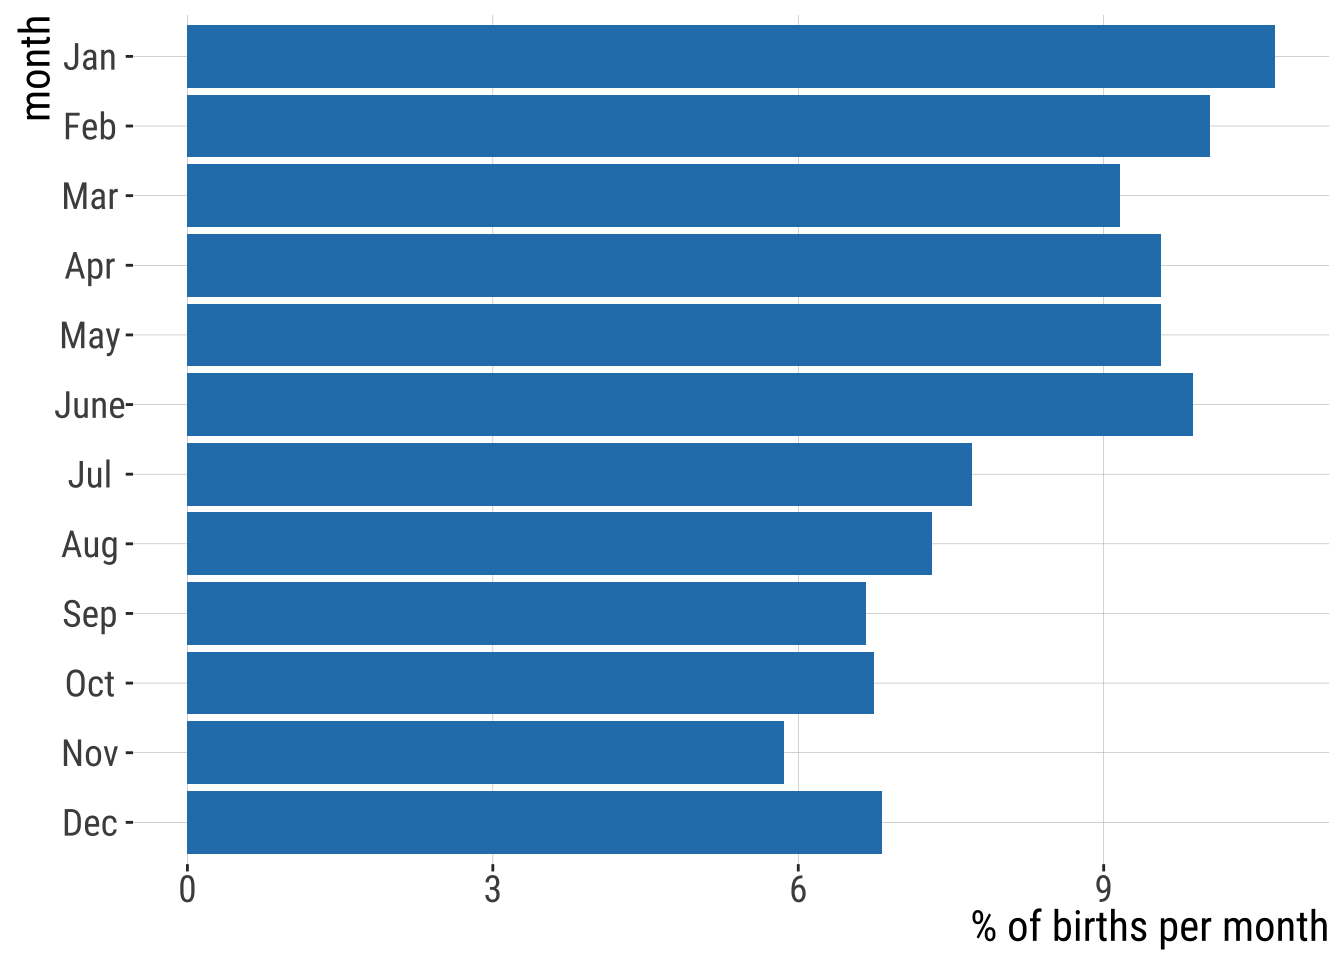 month
Jan
Feb
Mar
Apr
May
June
Jul
Aug
Sep
Oct
Nov
Dec
0 3 6 9
% of births per month